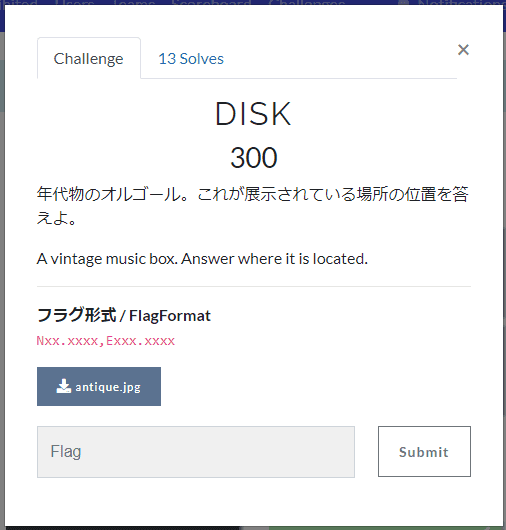 Challenge
13 Solves
×
DISK
300
年代物のオルゴール。これが展示されている場所の位置を答
えよ。
A vintage music box. Answer where it is located.
フラグ形式 / FlagFormat
Nxx.xxxx,Exxx.xxxx
antique.jpg
Flag
Submit